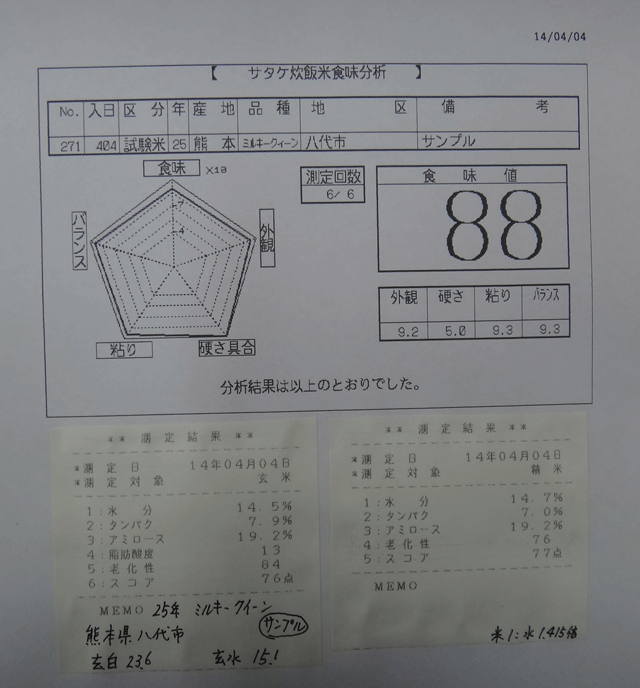 14/04/04
【 サタケ炊飯米食味分析 】
No. 入日 区分 年 産地 品種 地区 備考
271 404 試験米 25 熊本 ミルキークィーン 八代市 サンプル
食味 X10
測定回数
6/ 6
食味値
88
7
4
バランス
外観
粘り
硬さ具合
外観 硬さ 粘り バランス
9.2 5.0 9.3 9.3
分析結果は以上のとおりでした。
** 測定結果 **
*測定日 14年04月04日
*測定対象 玄米
1:水分 14.5%
2:タンパク 7.9%
3:アミロース 19.2%
4:脂肪酸度 13
5:老化性 84
6:スコア 76点
MEMO 25年 ミルキークイーン
熊本県八代市 サンプル
玄白 23.6 玄水 15.1
** 測定結果 **
*測定日 14年04月04日
*測定対象 精米
1:水分 14.7%
2:タンパク 7.0%
3:アミロース 19.2%
4:老化性 76
5:スコア 77点
MEMO
米1:水1.415倍